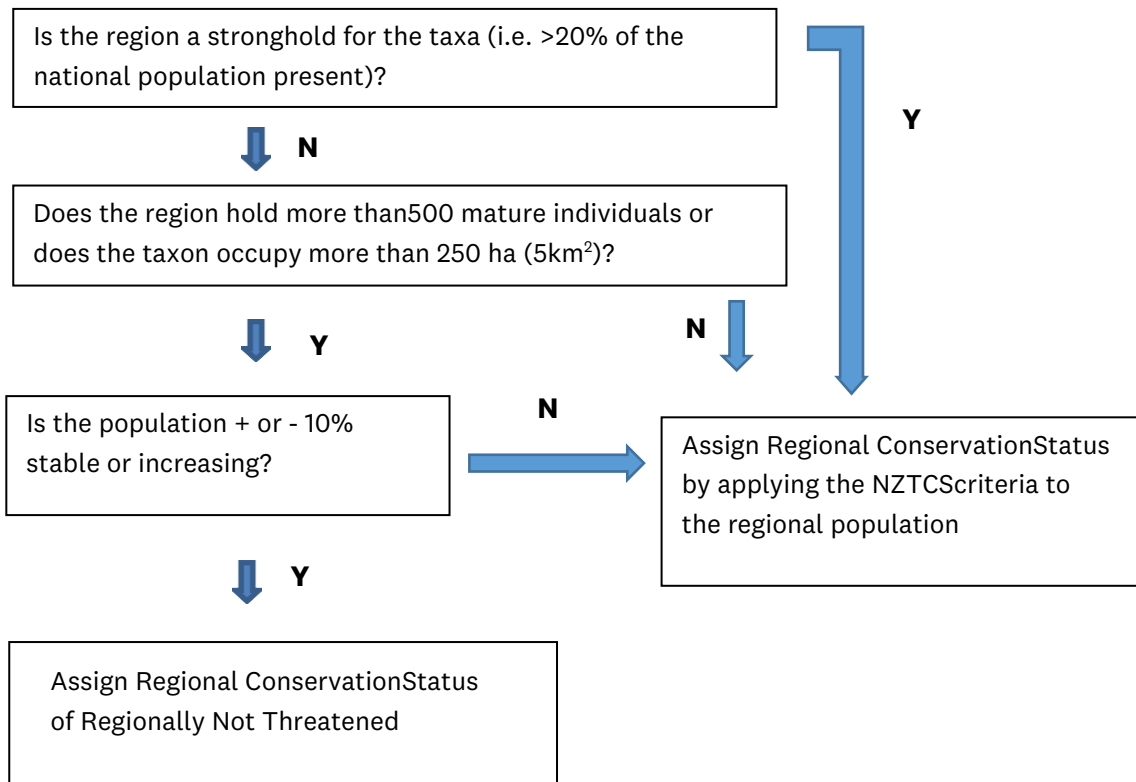 Is the region a stronghold for the taxa (i.e. >20% of the
national population present)?
Y
N
Does the region hold more than500 mature individuals or
does the taxon occupy more than 250 ha (5km²)?
N
Y
Is the population + or - 10%
stable or increasing?
N
Assign Regional ConservationStatus
by applying the NZTCScriteria to
the regional population
Y
Assign Regional ConservationStatus
of Regionally Not Threatened